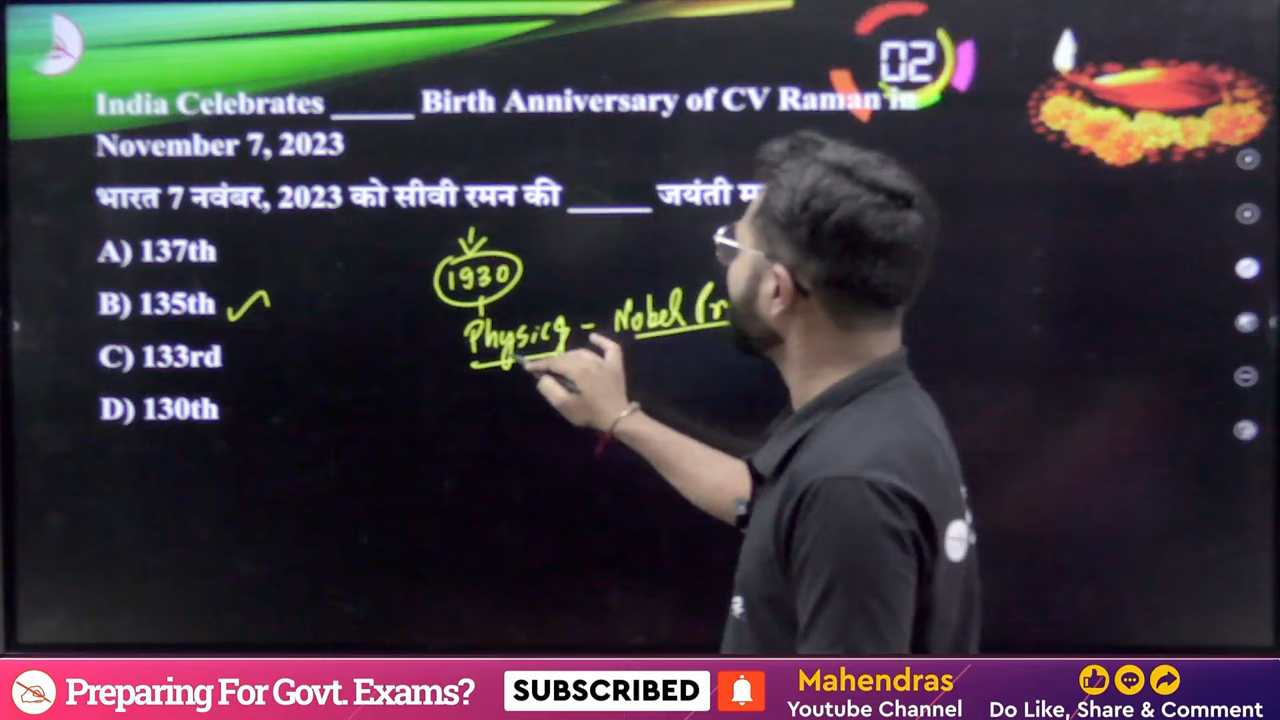 02
India Celebrates _____ Birth Anniversary of CV Raman in
November 7, 2023
भारत 7 नवंबर, 2023 को सीवी रमन की _____ जयंती
A) 137th
B) 135th
C) 133rd
D) 130th
1930
Physics - Nobel Pr
Preparing For Govt. Exams?
SUBSCRIBED
Mahendras
YouTube Channel
Do Like, Share & Comment